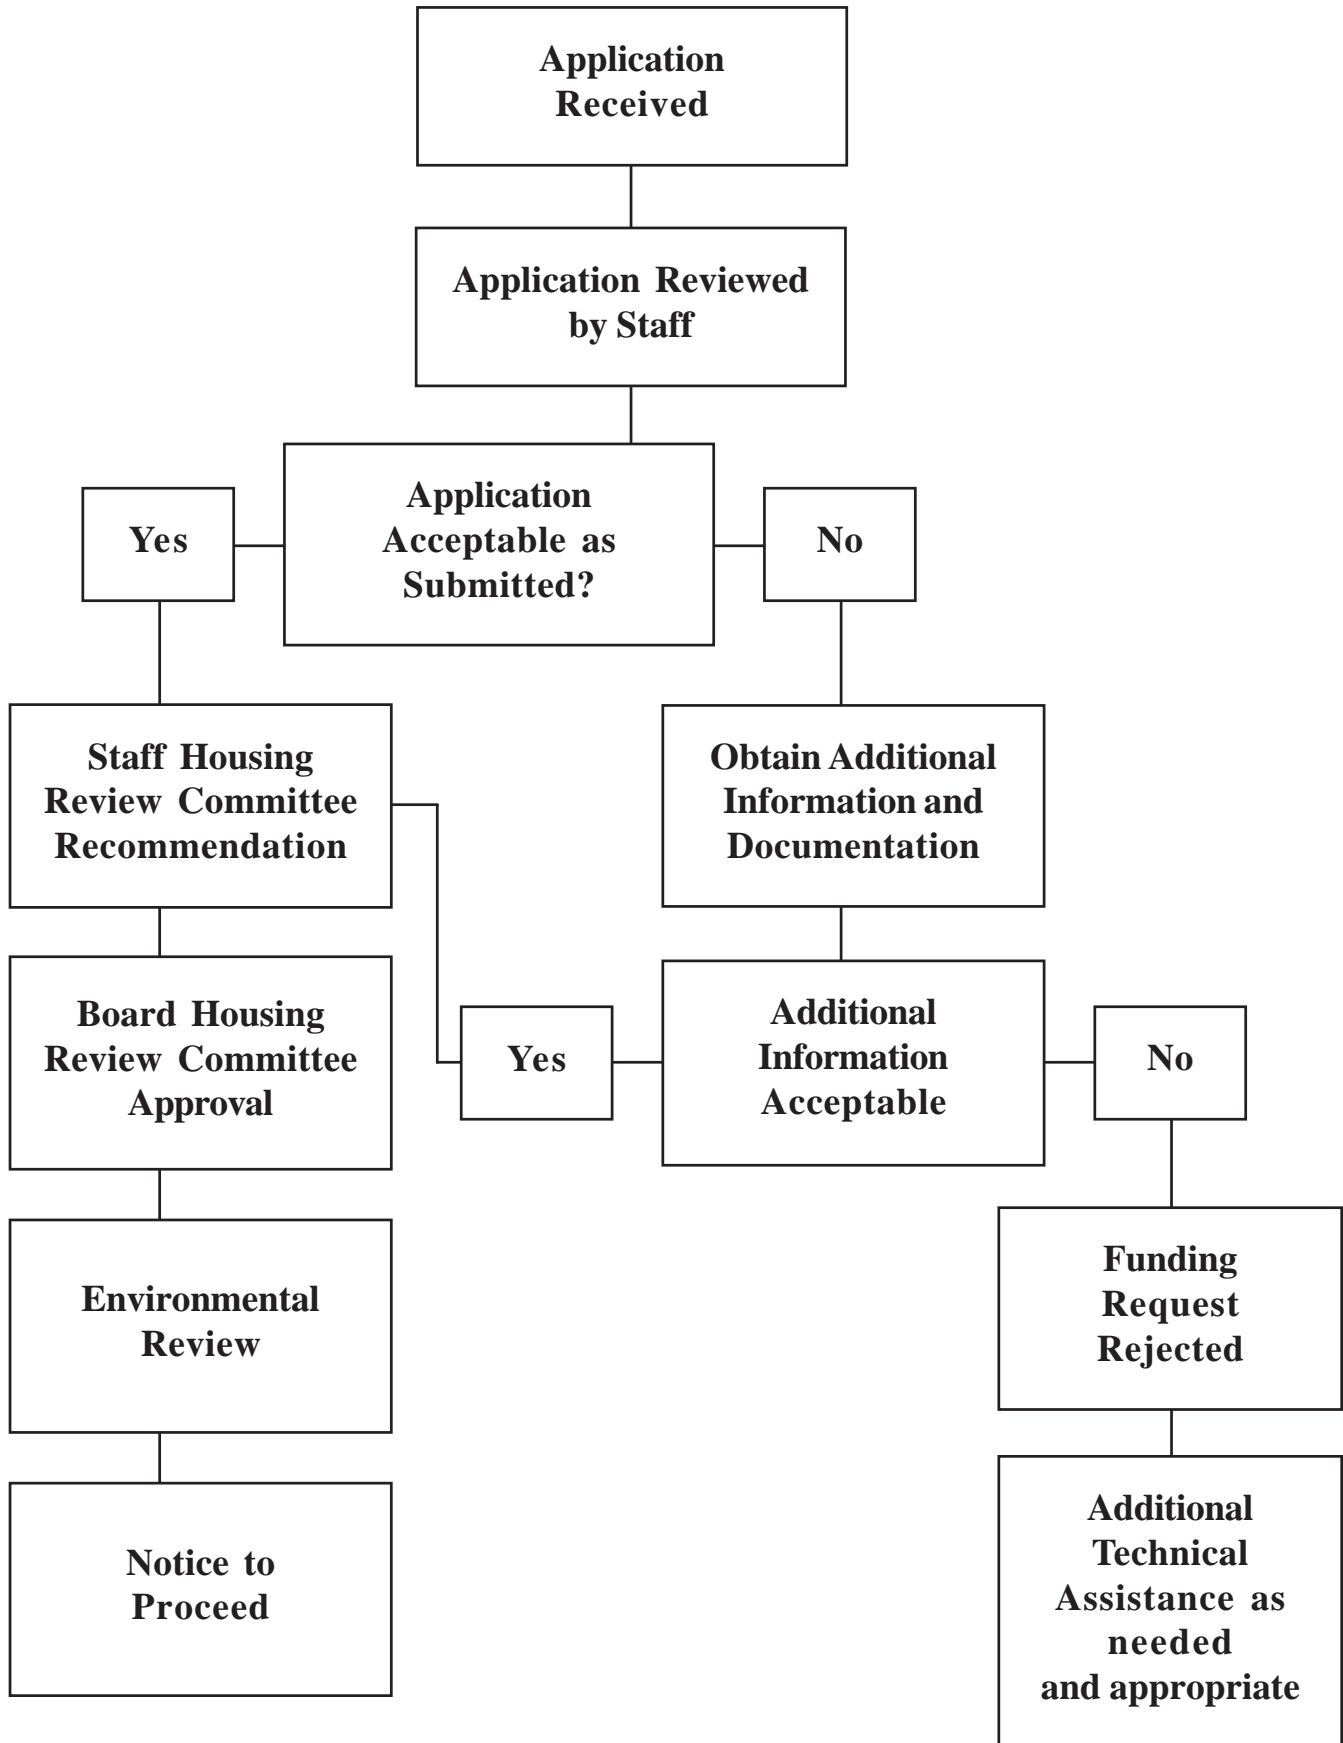 Application
Received
Application Reviewed
by Staff
Application
Acceptable as
Submitted?
Yes
No
Staff Housing
Review Committee
Recommendation
Obtain Additional
Information and
Documentation
Board Housing
Review Committee
Approval
Yes
Additional
Information
Acceptable
No
Environmental
Review
Funding
Request
Rejected
Notice to
Proceed
Additional
Technical
Assistance as
needed
and appropriate